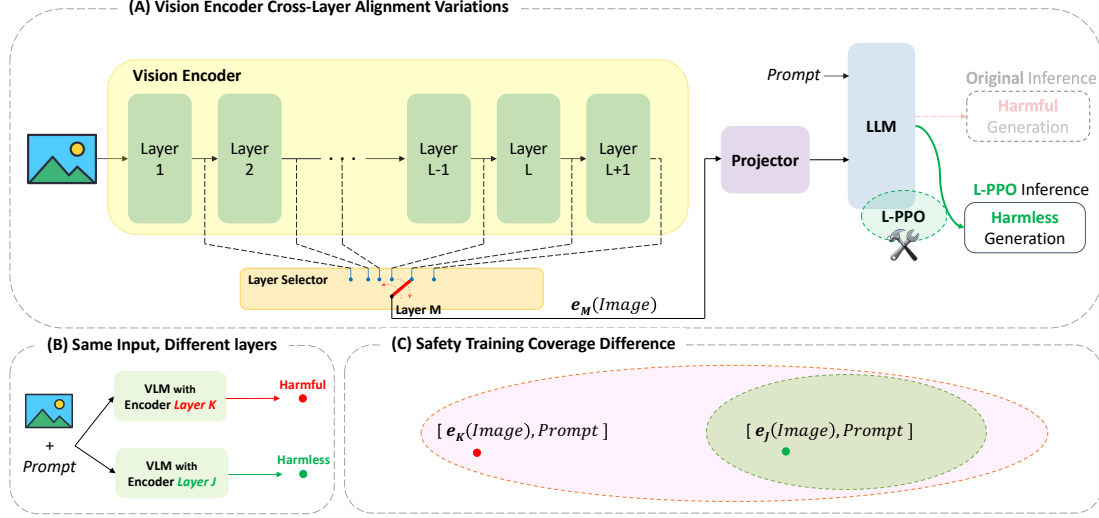 (A) Vision Encoder Cross-Layer Alignment Variations
Vision Encoder
Layer
1
Layer
2
. . .
Layer
L-1
Layer
L
Layer
L+1
Layer Selector
Layer M
e_M(Image)
Projector
Prompt
LLM
L-PPO
Original Inference
Harmful
Generation
L-PPO Inference
Harmless
Generation
(B) Same Input, Different layers
+
Prompt
VLM with
Encoder Layer K
Harmful
VLM with
Encoder Layer J
Harmless
(C) Safety Training Coverage Difference
[ e_K(Image), Prompt ]
[ e_J(Image), Prompt ]